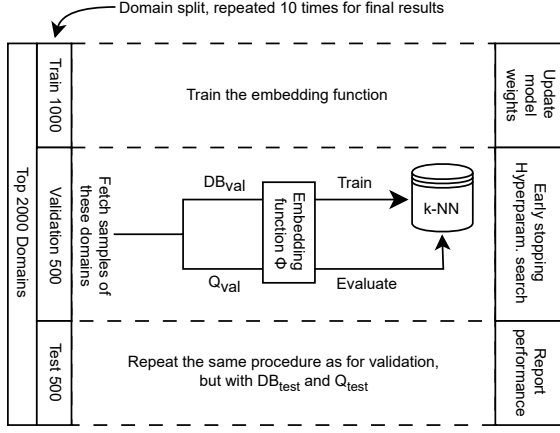 Domain split, repeated 10 times for final results
Top 2000 Domains
Train 1000
Train the embedding function
Update
model
weights
Validation 500
Fetch samples of
these domains
DBval
Qval
Embedding
function Φ
Train
Evaluate
k-NN
Early stopping
Hyperparam. search
Test 500
Repeat the same procedure as for validation,
but with DBtest and Qtest
Report
performance